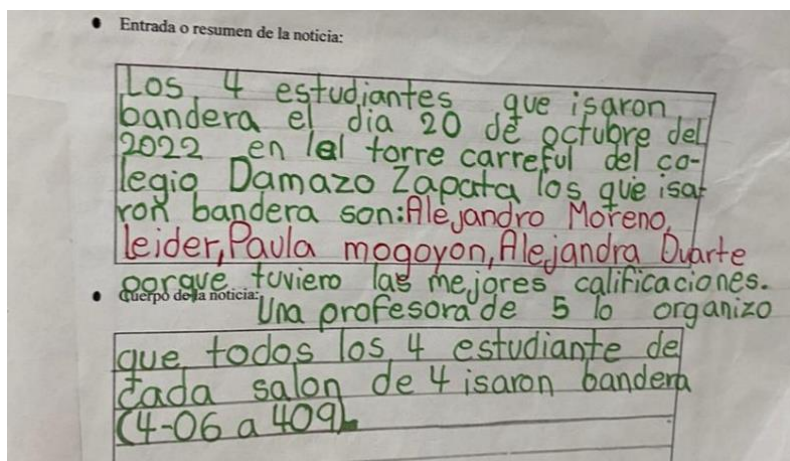 Entrada o resumen de la noticia:
Los 4 estudiantes que isaron
bandera el dia 20 de octubre del
2022 en lel torre carreful del co-
legio Damazo Zapata los que isa-
ron bandera son: Alejandro Moreno,
leider, Paula mogoyon, Alejandra Duarte
porque tuviero las mejores calificaciones.
Cuerpo de la noticia:
Una profesora de 5 lo organizo
que todos los 4 estudiante de
cada salon de 4 isaron bandera
(4-06 a 409).